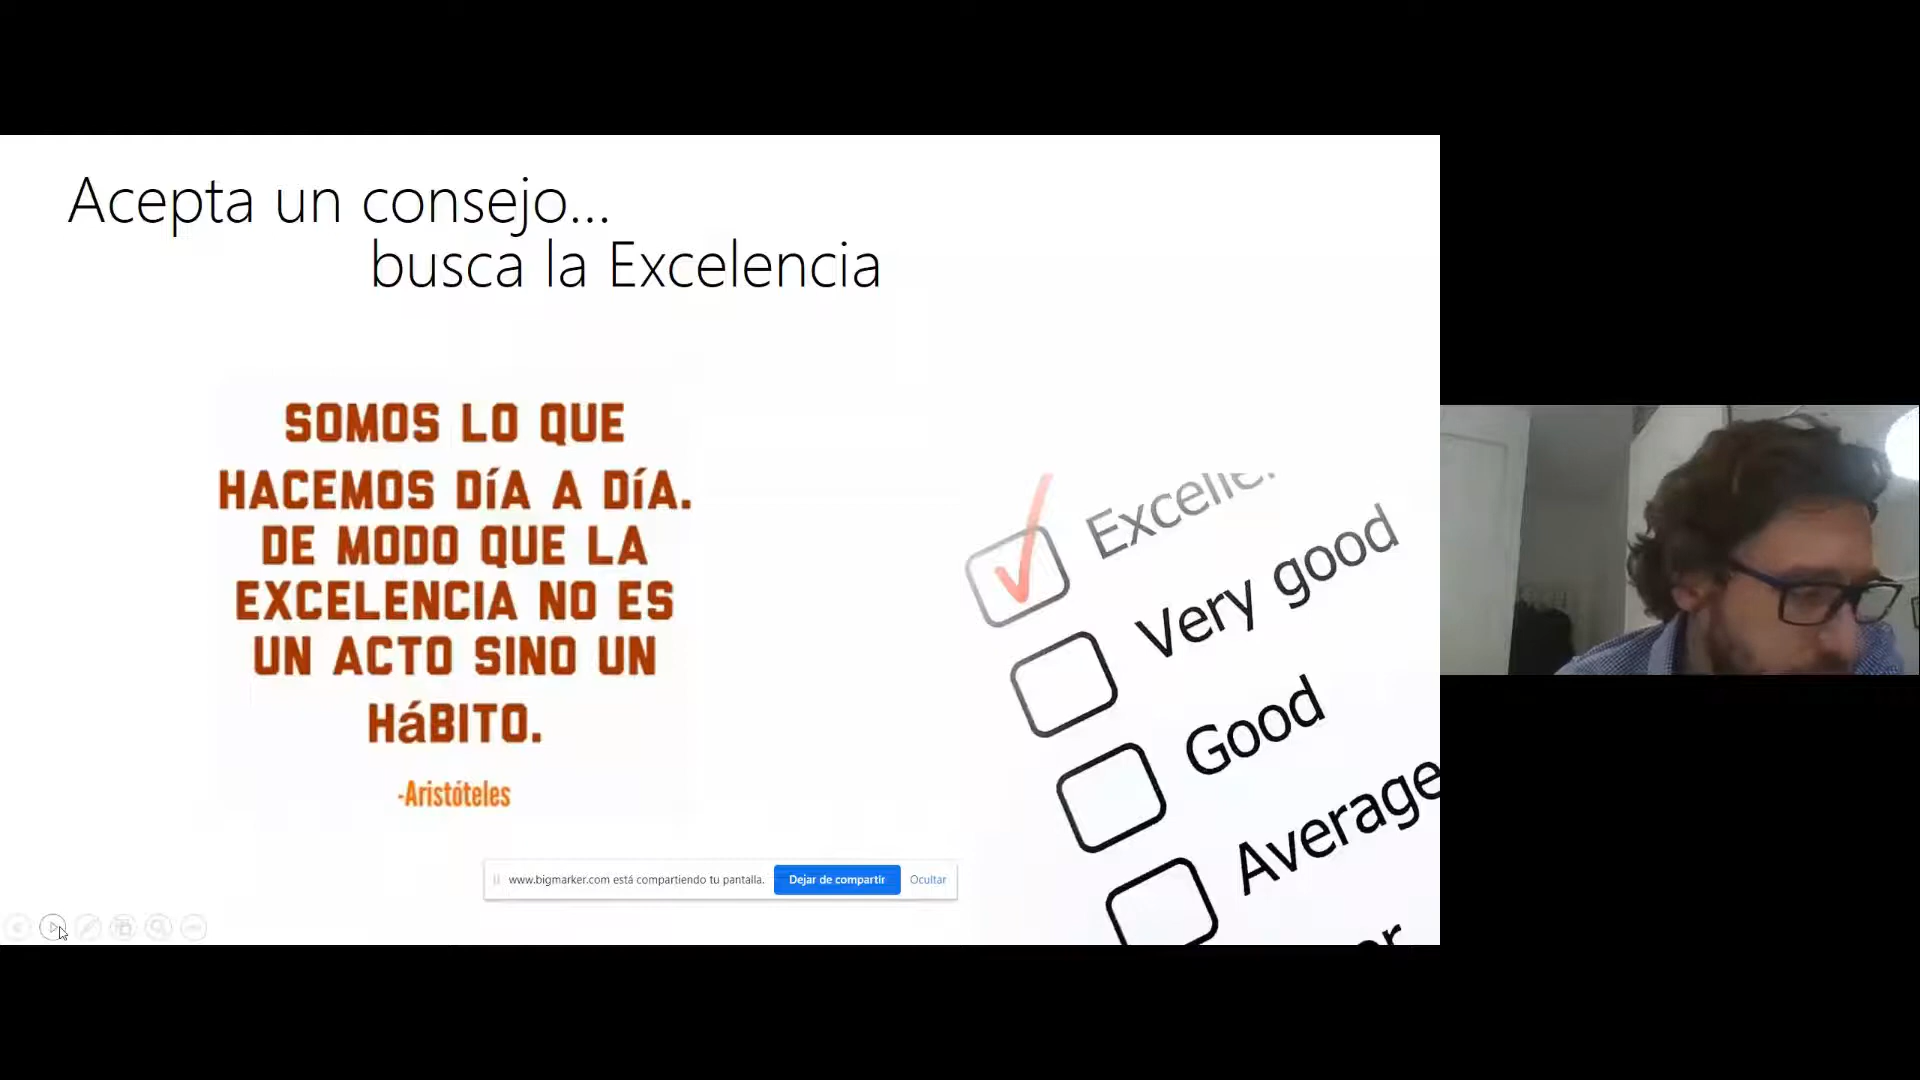 Acepta un consejo...
busca la Excelencia
SOMOS LO QUE
HACEMOS DíA A DíA.
DE MODO QUE LA
EXCELENCIA NO ES
UN ACTO SINO UN
HáBITO.
-Aristóteles
Very good
Good
Average
www.bigmarker.com está compartiendo tu pantalla.
Dejar de compartir
Ocultar